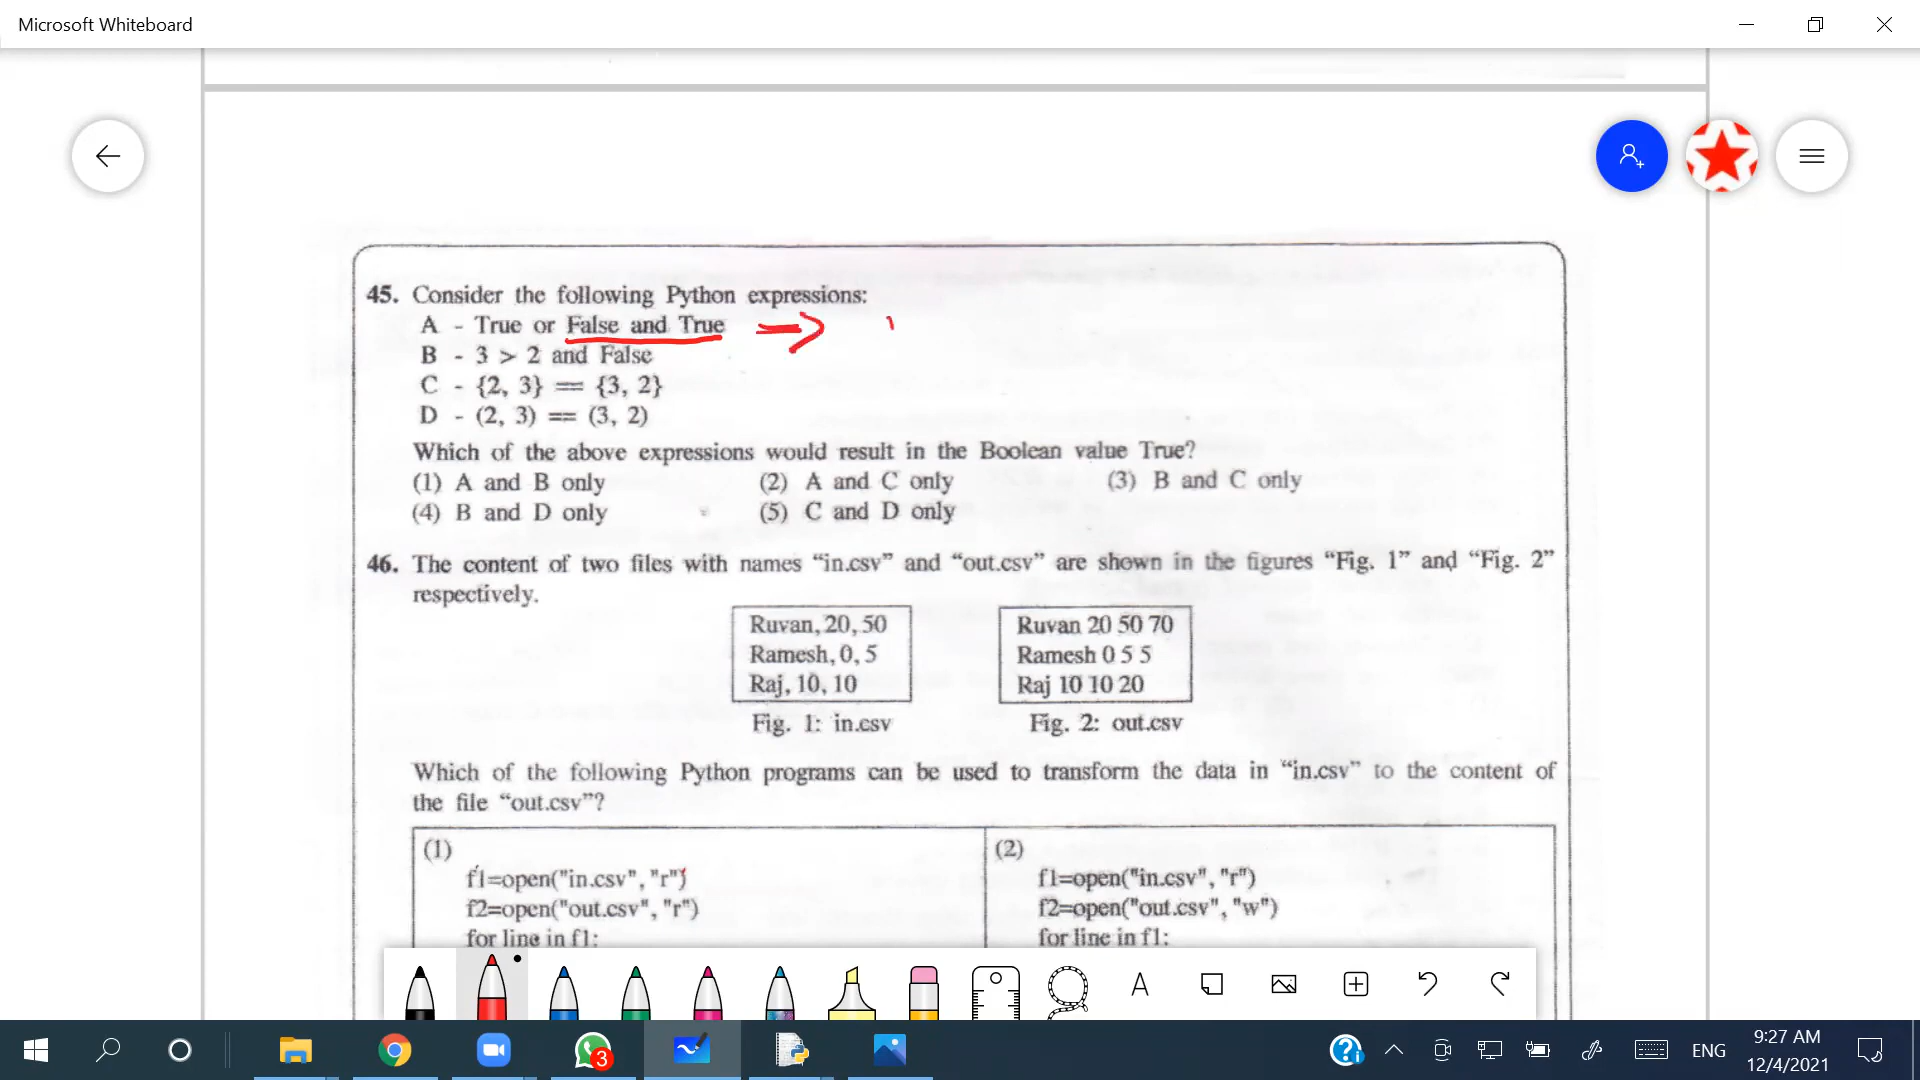 Microsoft Whiteboard
45. Consider the following Python expressions:
A - True or False and True
B - 3 > 2 and False
C - {2, 3} == {3, 2}
D - (2, 3) == (3, 2)
Which of the above expressions would result in the Boolean value True?
(1) A and B only (2) A and C only (3) B and C only
(4) B and D only (5) C and D only
46. The content of two files with names “in.csv” and “out.csv” are shown in the figures “Fig. 1” and “Fig. 2”
respectively.
Ruvan, 20, 50
Ramesh, 0, 5
Raj, 10, 10
Fig. 1: in.csv
Ruvan 20 50 70
Ramesh 0 5 5
Raj 10 10 20
Fig. 2: out.csv
Which of the following Python programs can be used to transform the data in “in.csv” to the content of
the file “out.csv”?
(1)
f1=open("in.csv", "r")
f2=open("out.csv", "r")
for line in f1:
(2)
f1=open("in.csv", "r")
f2=open("out.csv", "w")
for line in f1:
A
3
ENG
9:27 AM
12/4/2021